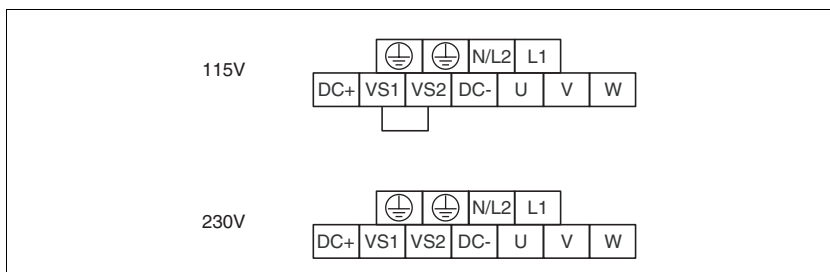 115V
N/L2 L1
DC+ VS1 VS2 DC- U V W
230V
N/L2 L1
DC+ VS1 VS2 DC- U V W